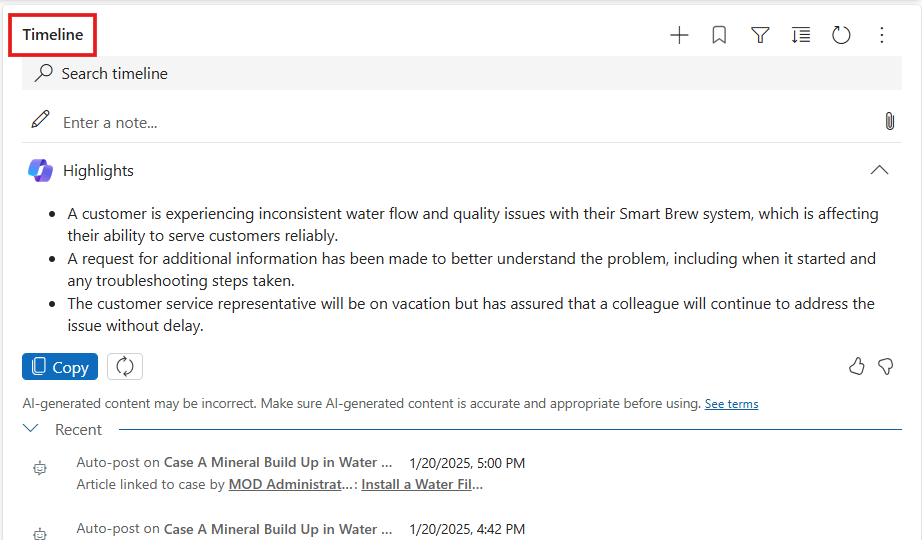 Timeline
Search timeline
Enter a note...
Highlights
A customer is experiencing inconsistent water flow and quality issues with their Smart Brew system, which is affecting
their ability to serve customers reliably.
A request for additional information has been made to better understand the problem, including when it started and
any troubleshooting steps taken.
The customer service representative will be on vacation but has assured that a colleague will continue to address the
issue without delay.
Copy
AI-generated content may be incorrect. Make sure AI-generated content is accurate and appropriate before using. See terms
Recent
Auto-post on Case A Mineral Build Up in Water ... 1/20/2025, 5:00 PM
Article linked to case by MOD Administrat...: Install a Water Fil...
Auto-post on Case A Mineral Build Up in Water ... 1/20/2025, 4:42 PM